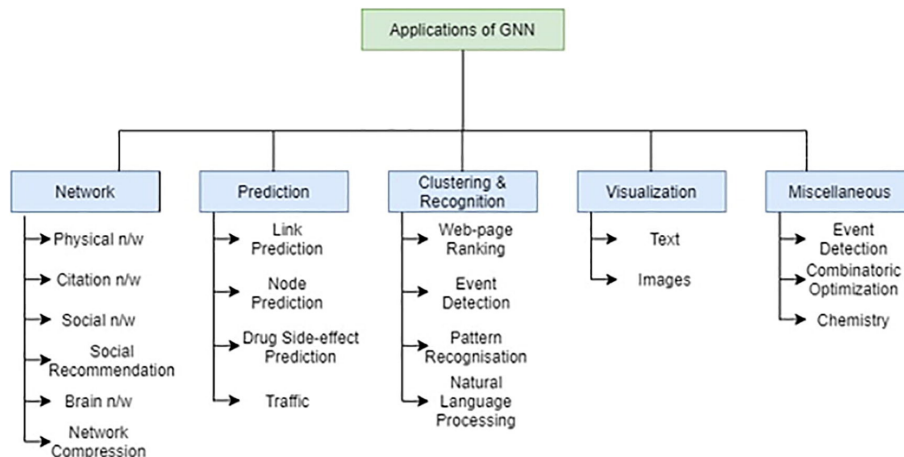 Applications of GNN
Network
Physical n/w
Citation n/w
Social n/w
Social
Recommendation
Brain n/w
Network
Compression
Prediction
Link
Prediction
Node
Prediction
Drug Side-effect
Prediction
Traffic
Clustering &
Recognition
Web-page
Ranking
Event
Detection
Pattern
Recognisation
Natural
Language
Processing
Visualization
Text
Images
Miscellaneous
Event
Detection
Combinatoric
Optimization
Chemistry